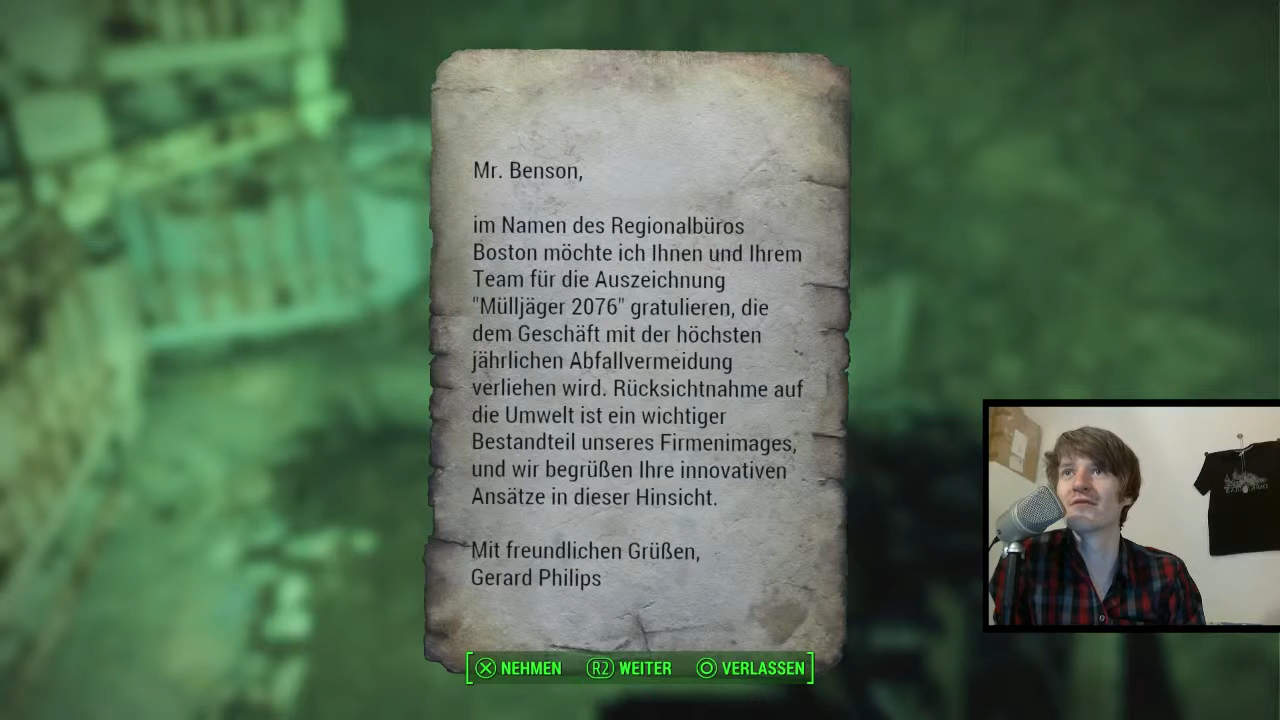 Mr. Benson,
im Namen des Regionalbüros
Boston möchte ich Ihnen und Ihrem
Team für die Auszeichnung
"Mülljäger 2076" gratulieren, die
dem Geschäft mit der höchsten
jährlichen Abfallvermeidung
verliehen wird. Rücksichtnahme auf
die Umwelt ist ein wichtiger
Bestandteil unseres Firmenimages,
und wir begrüßen Ihre innovativen
Ansätze in dieser Hinsicht.
Mit freundlichen Grüßen,
Gerard Philips
NEHMEN R2 WEITER VERLASSEN